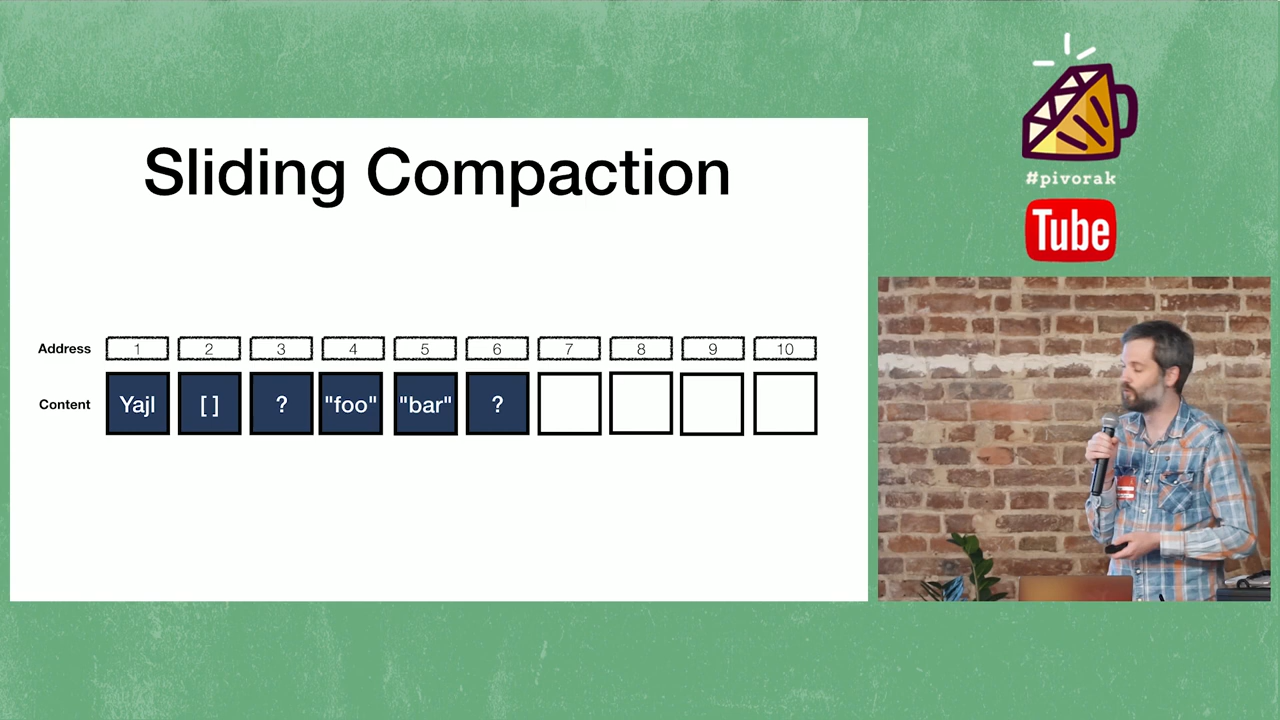 Sliding Compaction
Address 1 2 3 4 5 6 7 8 9 10
Content Yajl [ ] ? "foo" "bar" ?
#pivorak
Tube